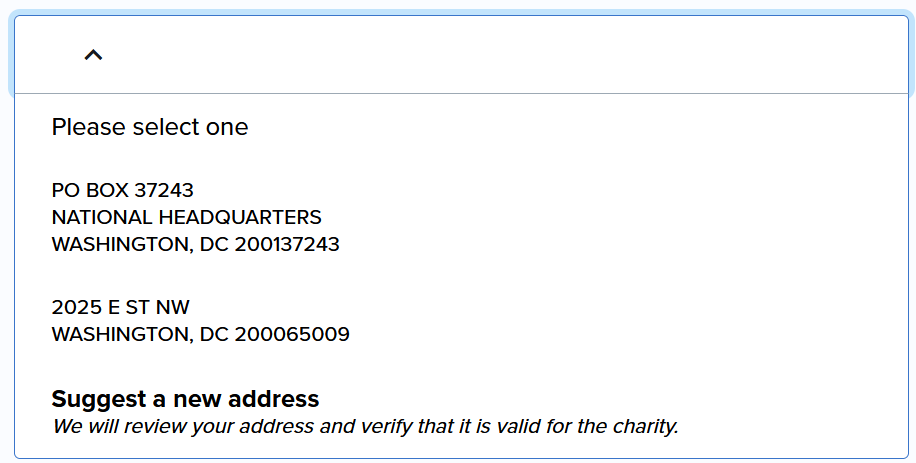 Please select one
PO BOX 37243
NATIONAL HEADQUARTERS
WASHINGTON, DC 200137243
2025 E ST NW
WASHINGTON, DC 200065009
Suggest a new address
We will review your address and verify that it is valid for the charity.